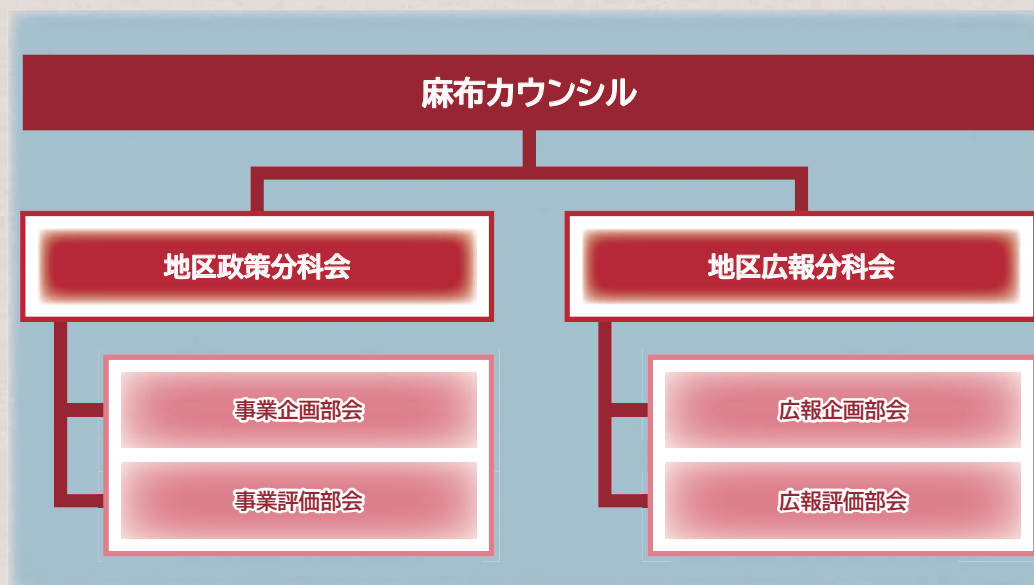 麻布カウンシル
地区政策分科会
事業企画部会
事業評価部会
地区広報分科会
広報企画部会
広報評価部会